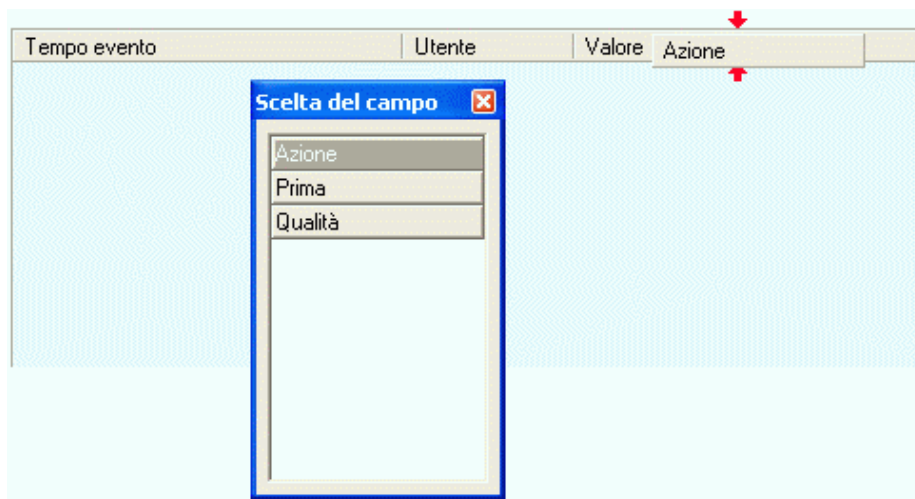 Tempo evento Utente Valore Azione
Scelta del campo
Azione
Prima
Qualità